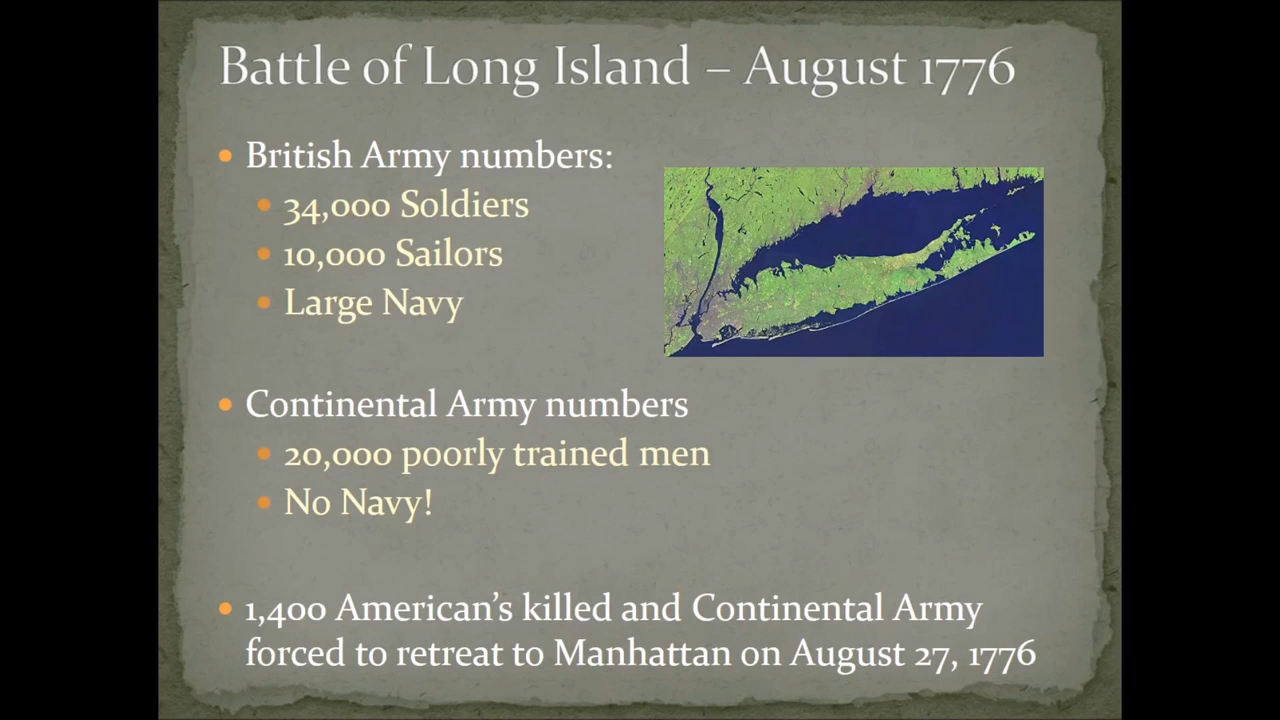 Battle of Long Island – August 1776
British Army numbers:
34,000 Soldiers
10,000 Sailors
Large Navy
Continental Army numbers
20,000 poorly trained men
No Navy!
1,400 American’s killed and Continental Army
forced to retreat to Manhattan on August 27, 1776